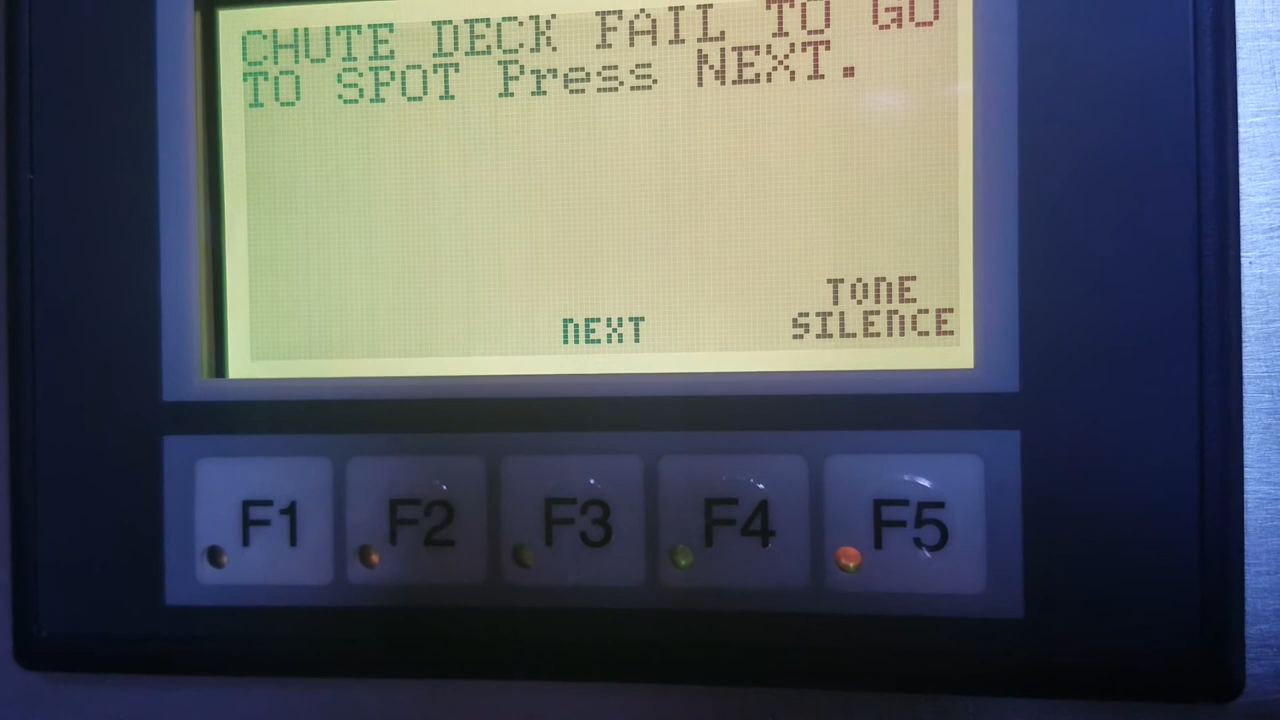 CHUTE DECK FAIL TO GO
TO SPOT Press NEXT.
TONE
NEXT SILENCE
F1 F2 F3 F4 F5